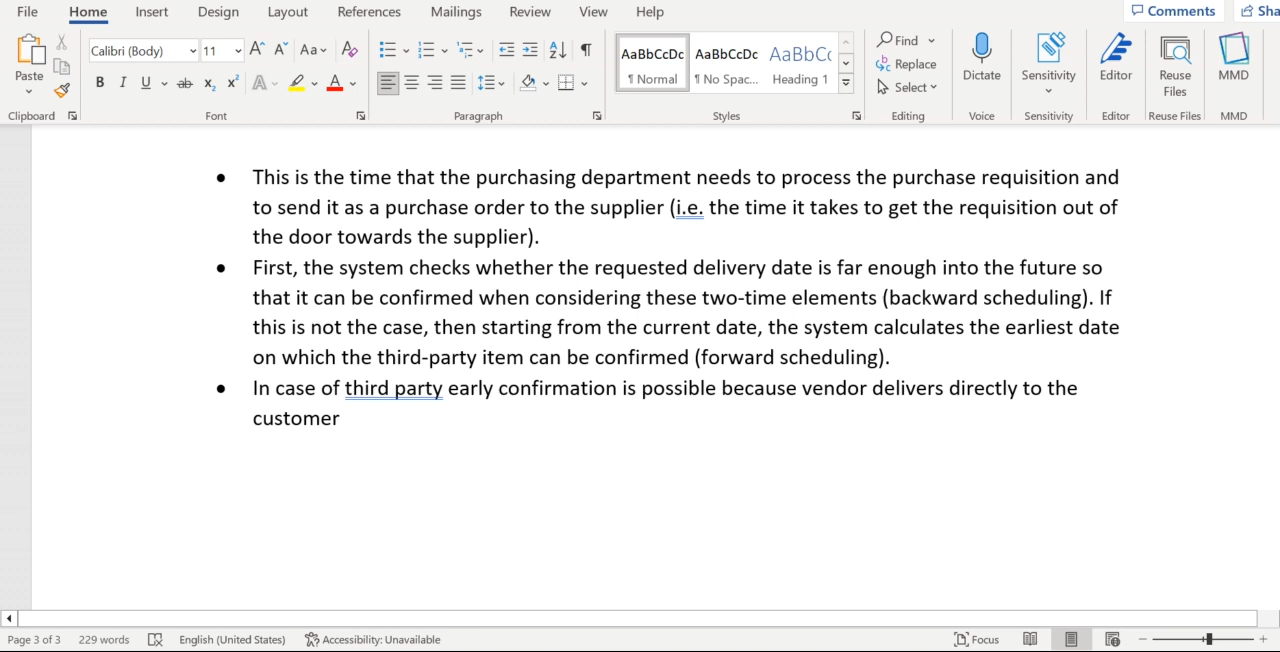 File Home Insert Design Layout References Mailings Review View Help Comments Sha
Calibri (Body) 11 Aa AaBbCcDc AaBbCcDc AaBbCc Find
Paste ¶ Normal ¶ No Spac... Heading 1 Replace Dictate Sensitivity Editor Reuse Files MMD
B I U ab x₂ x² A A Select
Clipboard Font Paragraph Styles Editing Voice Sensitivity Editor Reuse Files MMD
• This is the time that the purchasing department needs to process the purchase requisition and
to send it as a purchase order to the supplier (i.e. the time it takes to get the requisition out of
the door towards the supplier).
• First, the system checks whether the requested delivery date is far enough into the future so
that it can be confirmed when considering these two-time elements (backward scheduling). If
this is not the case, then starting from the current date, the system calculates the earliest date
on which the third-party item can be confirmed (forward scheduling).
• In case of third party early confirmation is possible because vendor delivers directly to the
customer
Page 3 of 3 229 words English (United States) Accessibility: Unavailable Focus